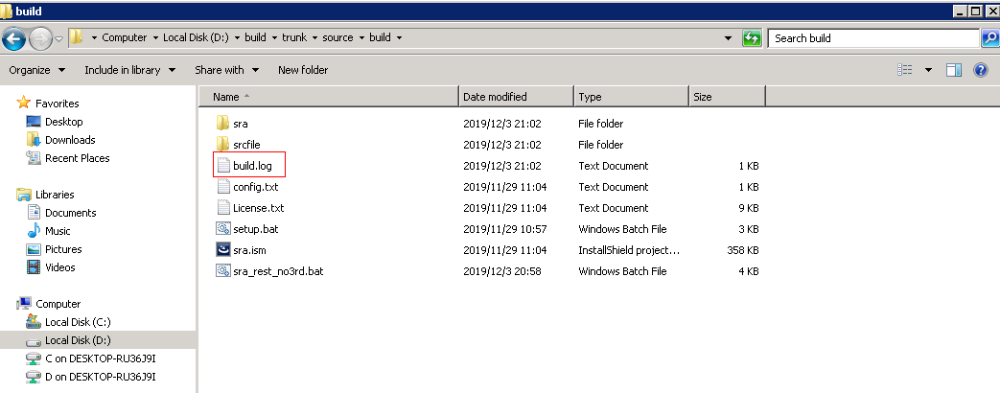 build
Computer Local Disk (D:) build trunk source build
Search build
Organize Include in library Share with New folder
Favorites
Desktop
Downloads
Recent Places
Libraries
Documents
Music
Pictures
Videos
Computer
Local Disk (C:)
Local Disk (D:)
C on DESKTOP-RU36J9I
D on DESKTOP-RU36J9I
Name Date modified Type Size
sra 2019/12/3 21:02 File folder
srcfile 2019/12/3 21:02 File folder
build.log 2019/12/3 21:02 Text Document 1 KB
config.txt 2019/11/29 11:04 Text Document 1 KB
License.txt 2019/11/29 11:04 Text Document 9 KB
setup.bat 2019/11/29 10:57 Windows Batch File 3 KB
sra.ism 2019/11/29 11:04 InstallShield project... 358 KB
sra_rest_no3rd.bat 2019/12/3 20:58 Windows Batch File 4 KB